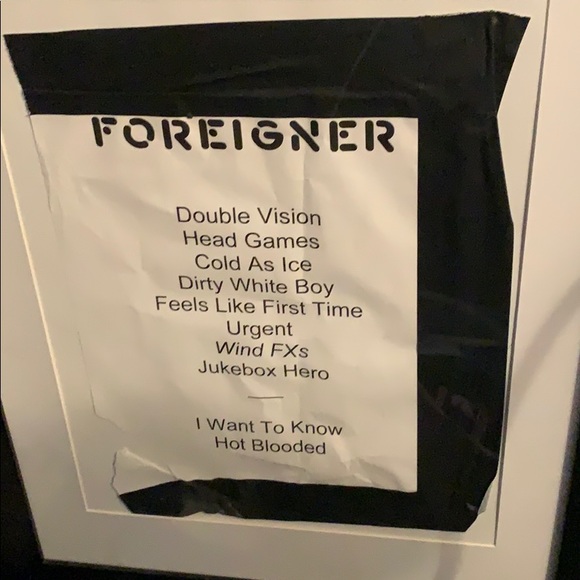 FOREIGNER
Double Vision
Head Games
Cold As Ice
Dirty White Boy
Feels Like First Time
Urgent
Wind FXs
Jukebox Hero
I Want To Know
Hot Blooded